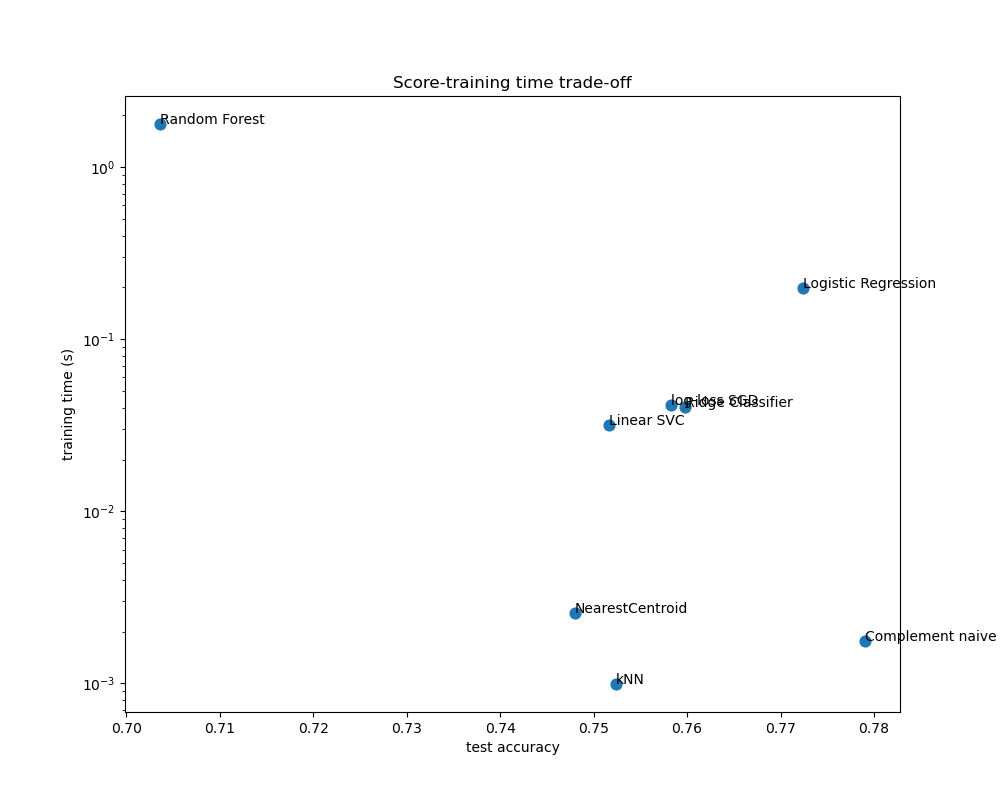 Score-training time trade-off
Random Forest
10⁰
Logistic Regression
10⁻¹
log-loss SGD
Ridge Classifier
Linear SVC
training time (s)
10⁻²
NearestCentroid
Complement naive
kNN
10⁻³
0.70 0.71 0.72 0.73 0.74 0.75 0.76 0.77 0.78
test accuracy